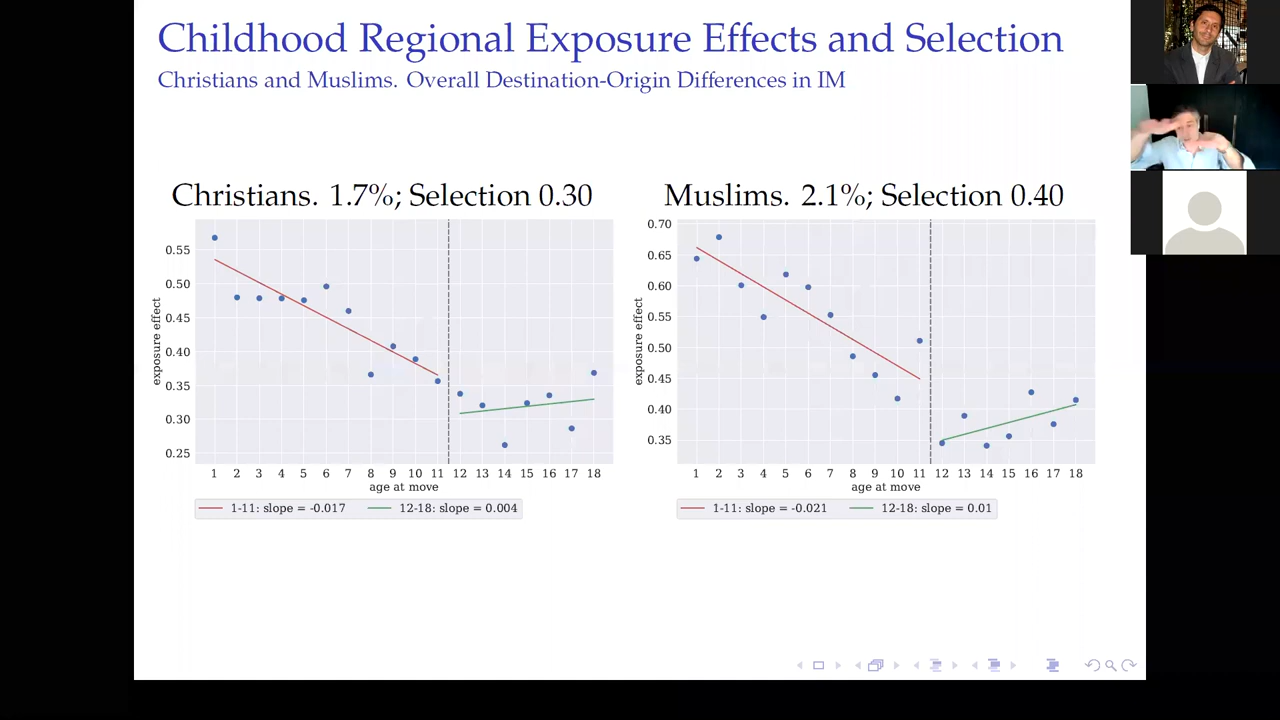 Childhood Regional Exposure Effects and Selection
Christians and Muslims. Overall Destination-Origin Differences in IM
Christians. 1.7%; Selection 0.30
0.55
0.50
0.45
0.40
0.35
0.30
0.25
exposure effect
1 2 3 4 5 6 7 8 9 10 11 12 13 14 15 16 17 18
age at move
1-11: slope = -0.017 12-18: slope = 0.004
Muslims. 2.1%; Selection 0.40
0.70
0.65
0.60
0.55
0.50
0.45
0.40
0.35
exposure effect
1 2 3 4 5 6 7 8 9 10 11 12 13 14 15 16 17 18
age at move
1-11: slope = -0.021 12-18: slope = 0.01